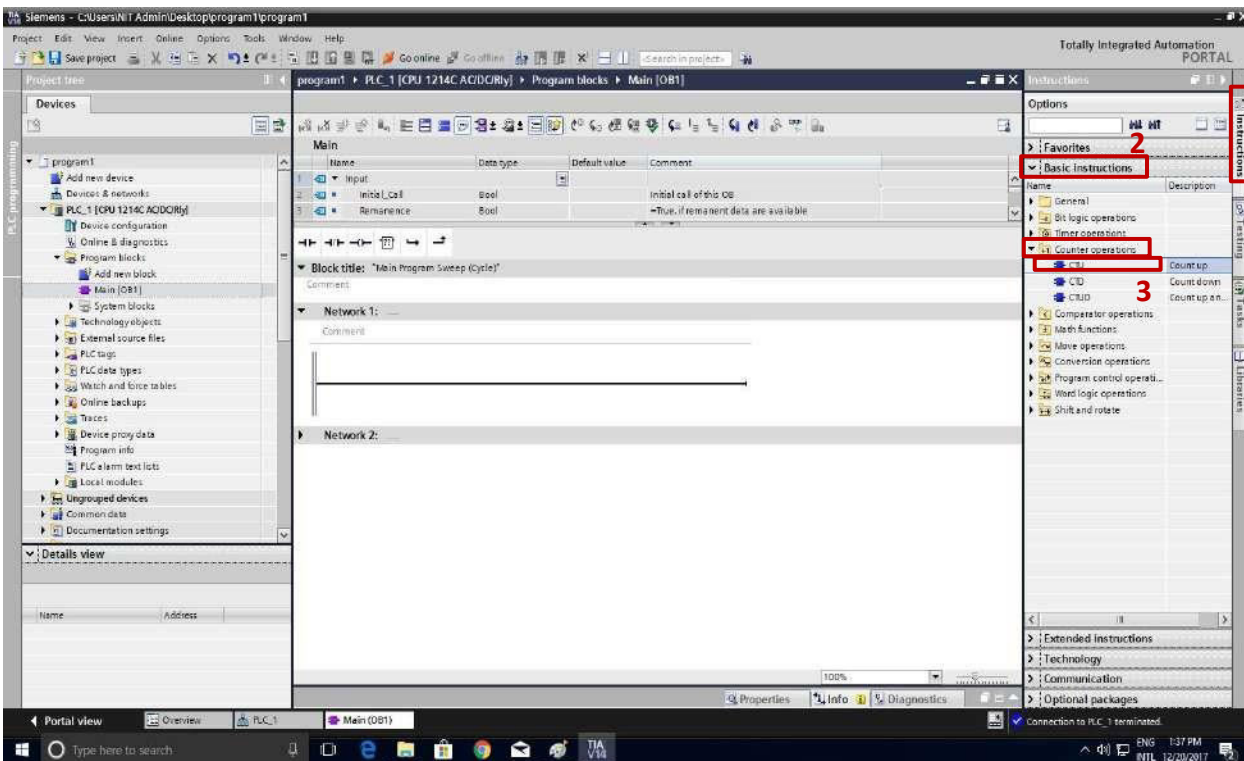 Siemens - C:\Users\NIT Admin\Desktop\program1\program1
Project Edit View Insert Online Options Tools Window Help
Totally Integrated Automation
PORTAL
Save project
Go online
Go offline
<Search in project>
Project tree
program1 ▸ PLC_1 [CPU 1214C AC/DC/Rly] ▸ Program blocks ▸ Main [OB1]
Instructions
Devices
Options
PLC programming
program1
Add new device
Devices & networks
PLC_1 [CPU 1214C AC/DC/Rly]
Device configuration
Online & diagnostics
Program blocks
Add new block
Main [OB1]
System blocks
Technology objects
External source files
PLC tags
PLC data types
Watch and force tables
Online backups
Traces
Device proxy data
Program info
PLC alarm text lists
Local modules
Ungrouped devices
Common data
Documentation settings
Details view
Name Address
Main
Name Data type Default value Comment
1 Input
2 Initial_Call Bool Initial call of this OB
3 Remanence Bool =True, if remanent data are available
Block title: "Main Program Sweep (Cycle)"
Comment
Network 1: .....
Comment
Network 2: .....
100%
Properties Info Diagnostics
2
Favorites
Basic instructions
Name Description
General
Bit logic operations
Timer operations
Counter operations
CTU Count up
CTD Count down
CTUD Count up an...
3
Comparator operations
Math functions
Move operations
Conversion operations
Program control operati...
Word logic operations
Shift and rotate
Extended instructions
Technology
Communication
Optional packages
Instructions
Testing
Tasks
Libraries
Portal view Overview PLC_1 Main (OB1)
Connection to PLC_1 terminated.
Type here to search
TIA
V14
ENG
INTL
1:37 PM
12/20/2017